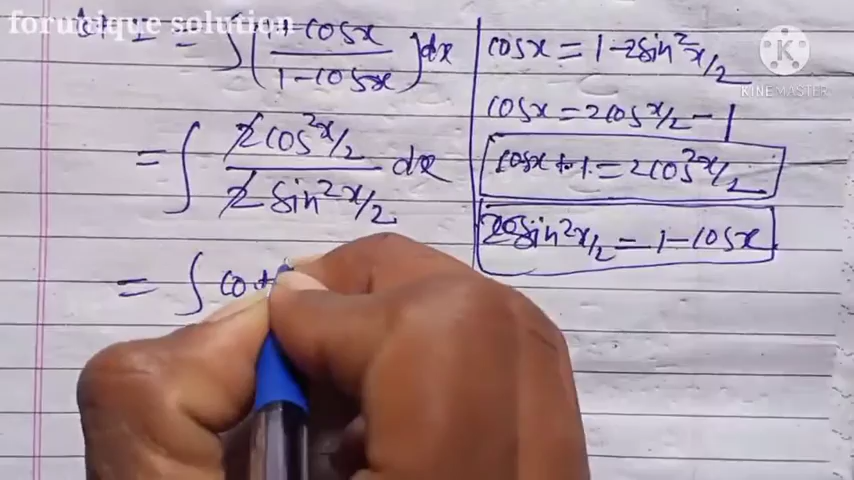 forunique solution
Let I = ∫(1+cosx / 1-cosx)dx
= ∫ 2cos²x/2 / 2sin²x/2 dx
= ∫ cot
cosx = 1-2sin²x/2
cosx = 2cos²x/2 - 1
cosx + 1 = 2cos²x/2
2sin²x/2 = 1-cosx
KINEMASTER